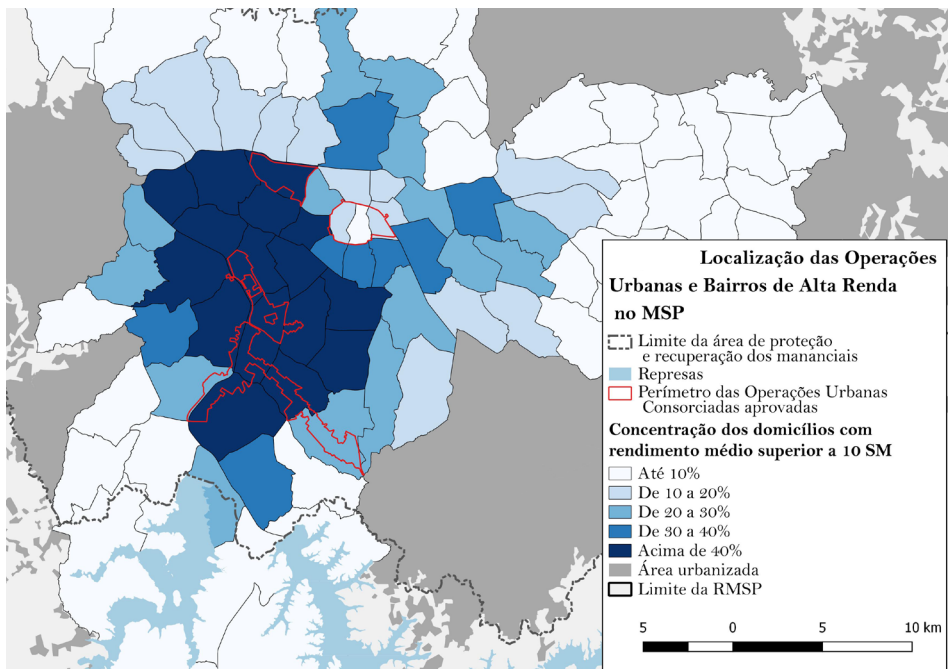 Localização das Operações
Urbanas e Bairros de Alta Renda
no MSP
Limite da área de proteção
e recuperação dos mananciais
Represas
Perímetro das Operações Urbanas
Consorciadas aprovadas
Concentração dos domicílios com
rendimento médio superior a 10 SM
Até 10%
De 10 a 20%
De 20 a 30%
De 30 a 40%
Acima de 40%
Área urbanizada
Limite da RMSP
5 0 5 10 km